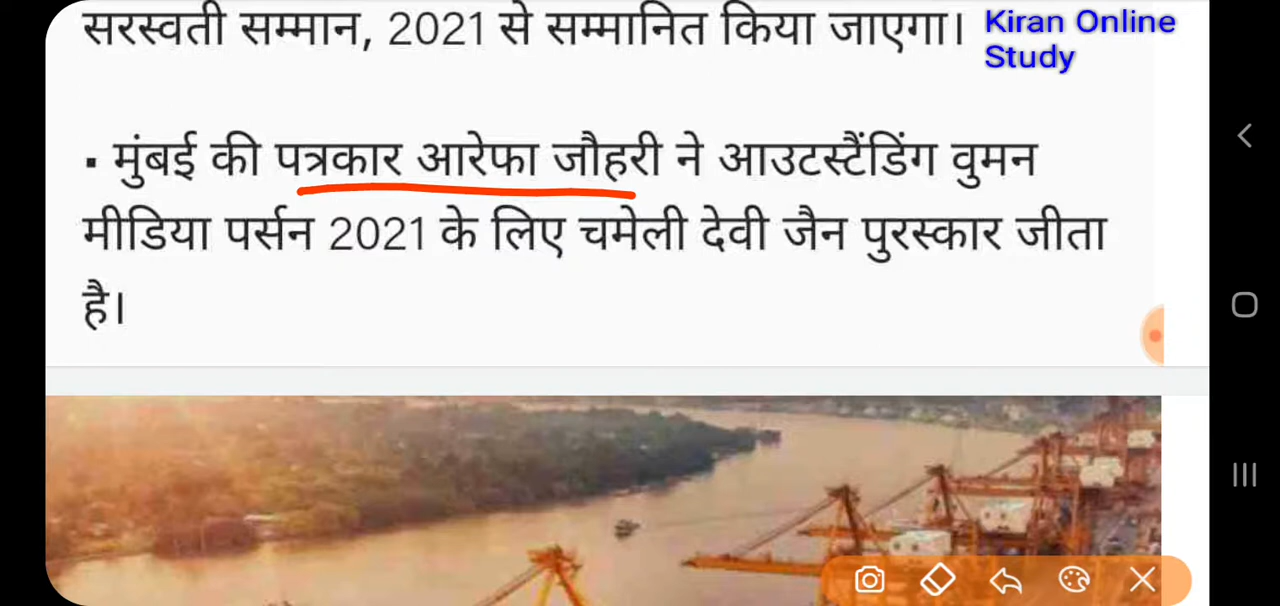 सरस्वती सम्मान, 2021 से सम्मानित किया जाएगा।
Kiran Online
Study
▪ मुंबई की पत्रकार आरेफा जौहरी ने आउटस्टैंडिंग वुमन
मीडिया पर्सन 2021 के लिए चमेली देवी जैन पुरस्कार जीता
है।